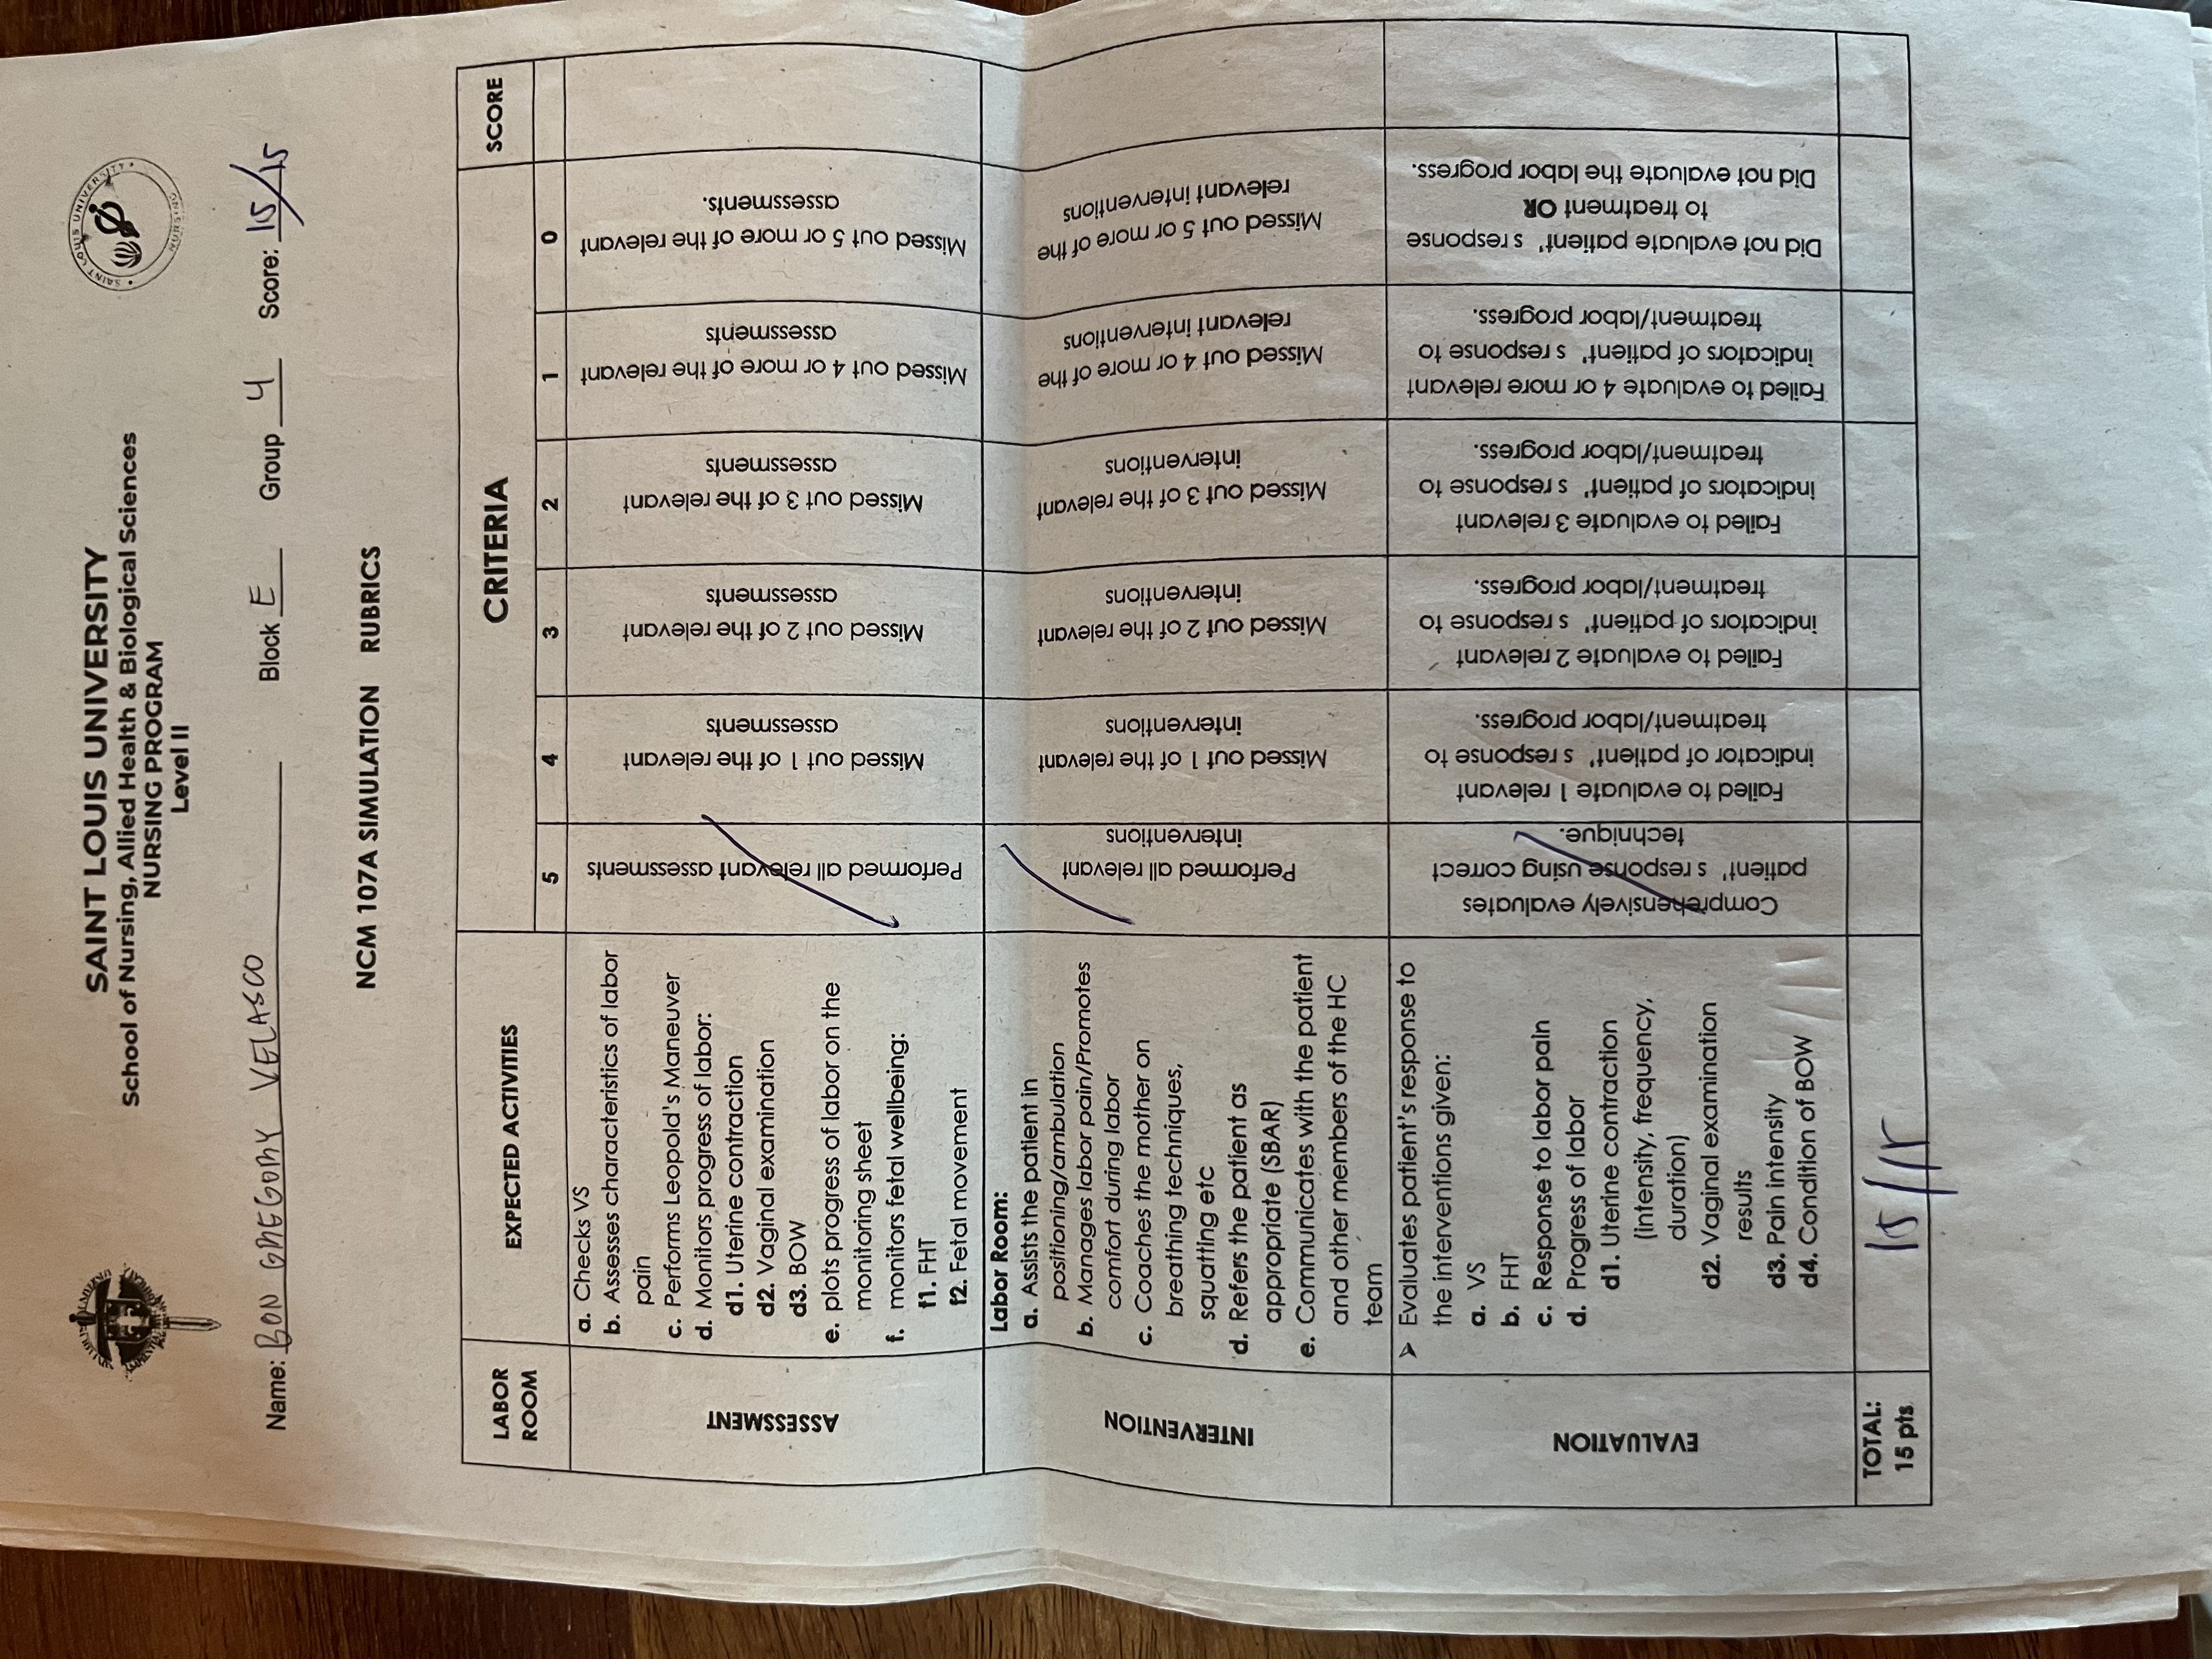 SAINT LOUIS UNIVERSITY
School of Nursing, Allied Health & Biological Sciences
NURSING PROGRAM
Level II
SAINT LOUIS UNIVERSITY
NURSING
Name: BON GREGORY VELASCO Block E Group 4 Score: 15/15
NCM 107A SIMULATION RUBRICS
LABOR ROOM
EXPECTED ACTIVITIES
CRITERIA
SCORE
5 4 3 2 1 0
ASSESSMENT
a. Checks VS
b. Assesses characteristics of labor
pain
c. Performs Leopold's Maneuver
d. Monitors progress of labor:
d1. Uterine contraction
d2. Vaginal examination
d3. BOW
e. plots progress of labor on the
monitoring sheet
f. monitors fetal wellbeing:
f1. FHT
f2. Fetal movement
Performed all relevant assessments
Missed out 1 of the relevant
assessments
Missed out 2 of the relevant
assessments
Missed out 3 of the relevant
assessments
Missed out 4 or more of the relevant
assessments
Missed out 5 or more of the relevant
assessments.
INTERVENTION
Labor Room:
a. Assists the patient in
positioning/ambulation
b. Manages labor pain/Promotes
comfort during labor
c. Coaches the mother on
breathing techniques,
squatting etc
d. Refers the patient as
appropriate (SBAR)
e. Communicates with the patient
and other members of the HC
team
Performed all relevant
interventions
Missed out 1 of the relevant
interventions
Missed out 2 of the relevant
interventions
Missed out 3 of the relevant
interventions
Missed out 4 or more of the
relevant interventions
Missed out 5 or more of the
relevant interventions
EVALUATION
➢ Evaluates patient's response to
the interventions given:
a. VS
b. FHT
c. Response to labor pain
d. Progress of labor
d1. Uterine contraction
(intensity, frequency,
duration)
d2. Vaginal examination
results
d3. Pain intensity
d4. Condition of BOW
Comprehensively evaluates
patient' s response using correct
technique.
Failed to evaluate 1 relevant
indicator of patient' s response to
treatment/labor progress.
Failed to evaluate 2 relevant
indicators of patient' s response to
treatment/labor progress.
Failed to evaluate 3 relevant
indicators of patient' s response to
treatment/labor progress.
Failed to evaluate 4 or more relevant
indicators of patient' s response to
treatment/labor progress.
Did not evaluate patient' s response
to treatment OR
Did not evaluate the labor progress.
TOTAL:
15 pts
15/15